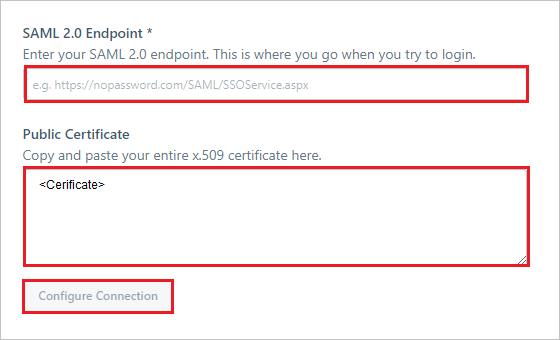 SAML 2.0 Endpoint *
Enter your SAML 2.0 endpoint. This is where you go when you try to login.
e.g. https://nopassword.com/SAML/SSOService.aspx
Public Certificate
Copy and paste your entire x.509 certificate here.
<Cerificate>
Configure Connection